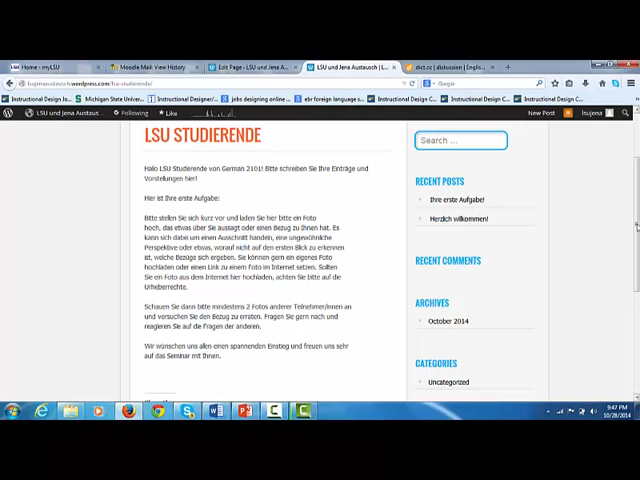 Home - myLSU
Moodle Mail: View History
Edit Page ‹ LSU und Jena A...
LSU und Jena Austausch | L...
dict.cc | diskussion | Englis...
lsujenaaustausch.wordpress.com/lsu-studierende/
Google
Instructional Design Jo...
Michigan State Univer...
Instructional Designer/...
jobs designing online ...
ebr foreign language s...
Instructional Design C...
Instructional Design C...
LSU und Jena Austaus...
Following
Like
New Post
lsujena
LSU STUDIERENDE
Halo LSU Studierende von German 2101! Bitte schreiben Sie Ihre Einträge und
Vorstellungen hier!
Hier ist Ihre erste Aufgabe:
Bitte stellen Sie sich kurz vor und laden Sie hier bitte ein Foto
hoch, das etwas über Sie aussagt oder einen Bezug zu Ihnen hat. Es
kann sich dabei um einen Ausschnitt handeln, eine ungewöhnliche
Perspektive oder etwas, worauf nicht auf den ersten Blick zu erkennen
ist, welche Bezüge sich ergeben. Sie können gern ein eigenes Foto
hochladen oder einen Link zu einem Foto im Internet setzen. Sollten
Sie ein Foto aus dem Internet hier hochladen, achten Sie bitte auf die
Urheberrechte.
Schauen Sie dann bitte mindestens 2 Fotos anderer Teilnehmer/innen an
und versuchen Sie den Bezug zu erraten. Fragen Sie gern nach und
reagieren Sie auf die Fragen der anderen.
Wir wünschen uns allen einen spannenden Einstieg und freuen uns sehr
auf das Seminar mit Ihnen.
Search ...
RECENT POSTS
Ihre erste Aufgabe!
Herzlich willkommen!
RECENT COMMENTS
ARCHIVES
October 2014
CATEGORIES
Uncategorized
9:47 PM
10/28/2014